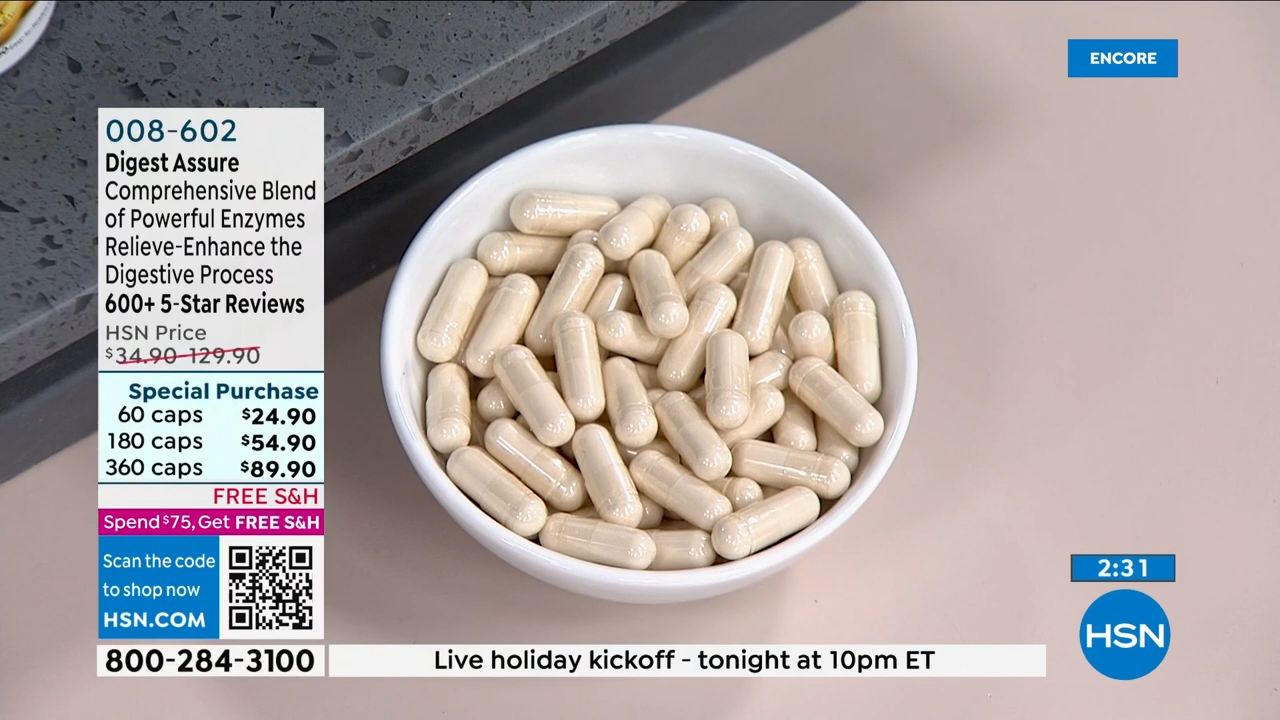 ENCORE
008-602
Digest Assure
Comprehensive Blend
of Powerful Enzymes
Relieve-Enhance the
Digestive Process
600+ 5-Star Reviews
HSN Price
$34.90-129.90
Special Purchase
60 caps $24.90
180 caps $54.90
360 caps $89.90
FREE S&H
Spend $75, Get FREE S&H
Scan the code
to shop now
HSN.COM
800-284-3100
Live holiday kickoff - tonight at 10pm ET
2:31
HSN